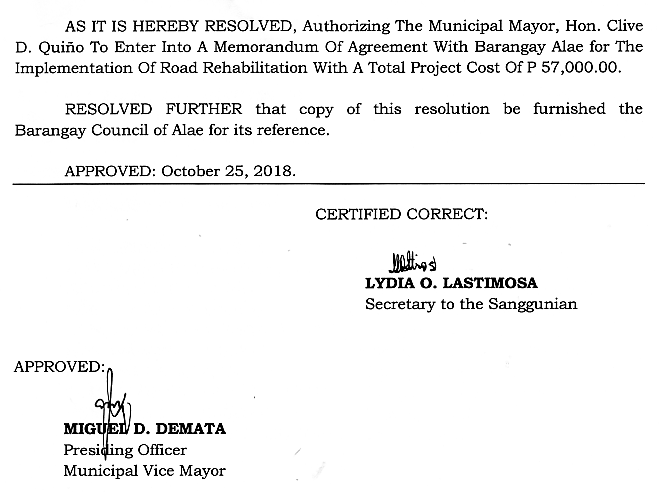 AS IT IS HEREBY RESOLVED, Authorizing The Municipal Mayor, Hon. Clive
D. Quiño To Enter Into A Memorandum Of Agreement With Barangay Alae for The
Implementation Of Road Rehabilitation With A Total Project Cost Of P 57,000.00.
RESOLVED FURTHER that copy of this resolution be furnished the
Barangay Council of Alae for its reference.
APPROVED: October 25, 2018.
CERTIFIED CORRECT:
LYDIA O. LASTIMOSA
Secretary to the Sanggunian
APPROVED:
MIGUEL D. DEMATA
Presiding Officer
Municipal Vice Mayor